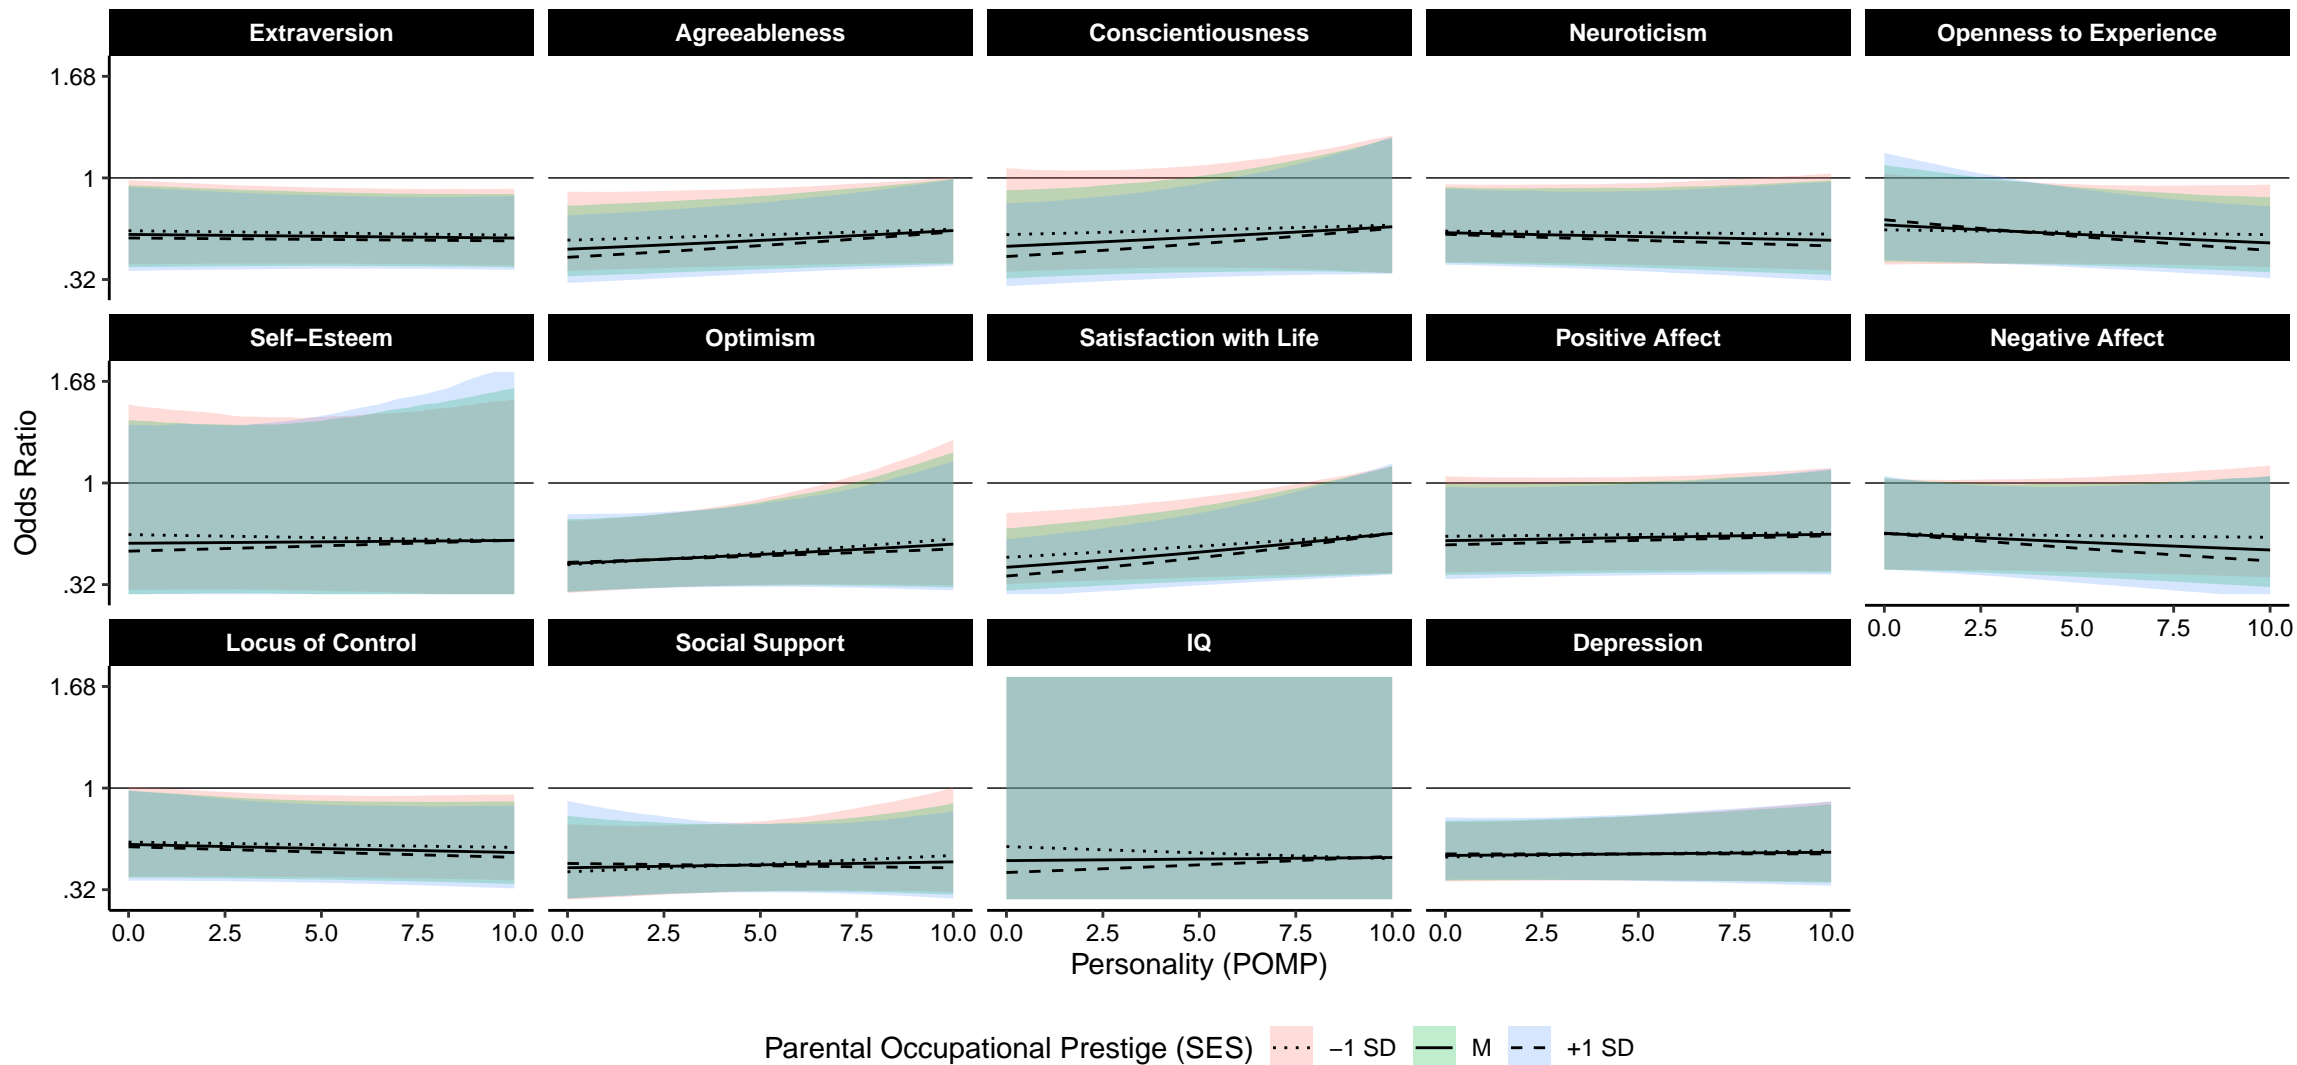 Extraversion
Agreeableness
Conscientiousness
Neuroticism
Openness to Experience
1.68
1
.32
Self−Esteem
Optimism
Satisfaction with Life
Positive Affect
Negative Affect
1.68
1
.32
Odds Ratio
0.0 2.5 5.0 7.5 10.0
Locus of Control
Social Support
IQ
Depression
1.68
1
.32
0.0 2.5 5.0 7.5 10.0
0.0 2.5 5.0 7.5 10.0
0.0 2.5 5.0 7.5 10.0
0.0 2.5 5.0 7.5 10.0
Personality (POMP)
Parental Occupational Prestige (SES) −1 SD M +1 SD